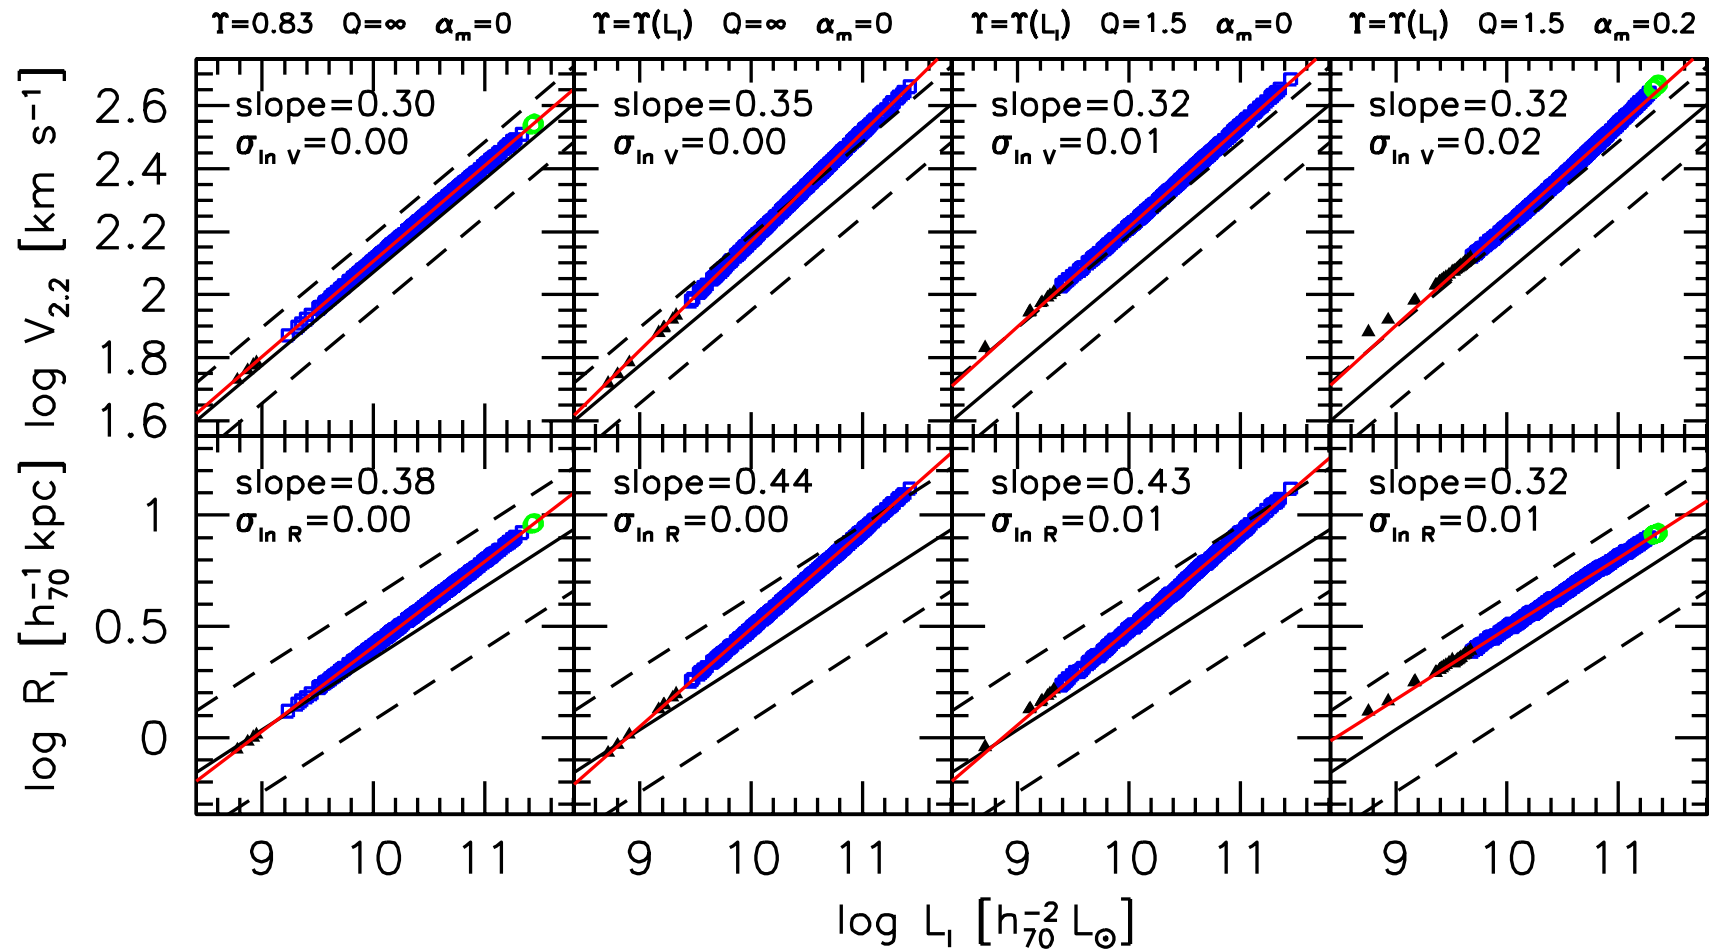 ϒ=0.83 Q=∞ αm=0 ϒ=ϒ(LI) Q=∞ αm=0 ϒ=ϒ(LI) Q=1.5 αm=0 ϒ=ϒ(LI) Q=1.5 αm=0.2
log V2.2 [km s−1]
2.6
2.4
2.2
2
1.8
1.6
slope=0.30
σln V=0.00
slope=0.35
σln V=0.00
slope=0.32
σln V=0.01
slope=0.32
σln V=0.02
log RI [h70−1 kpc]
1
0.5
0
slope=0.38
σln R=0.00
slope=0.44
σln R=0.00
slope=0.43
σln R=0.01
slope=0.32
σln R=0.01
9 10 11 9 10 11 9 10 11 9 10 11
log LI [h70−2 L⊙]